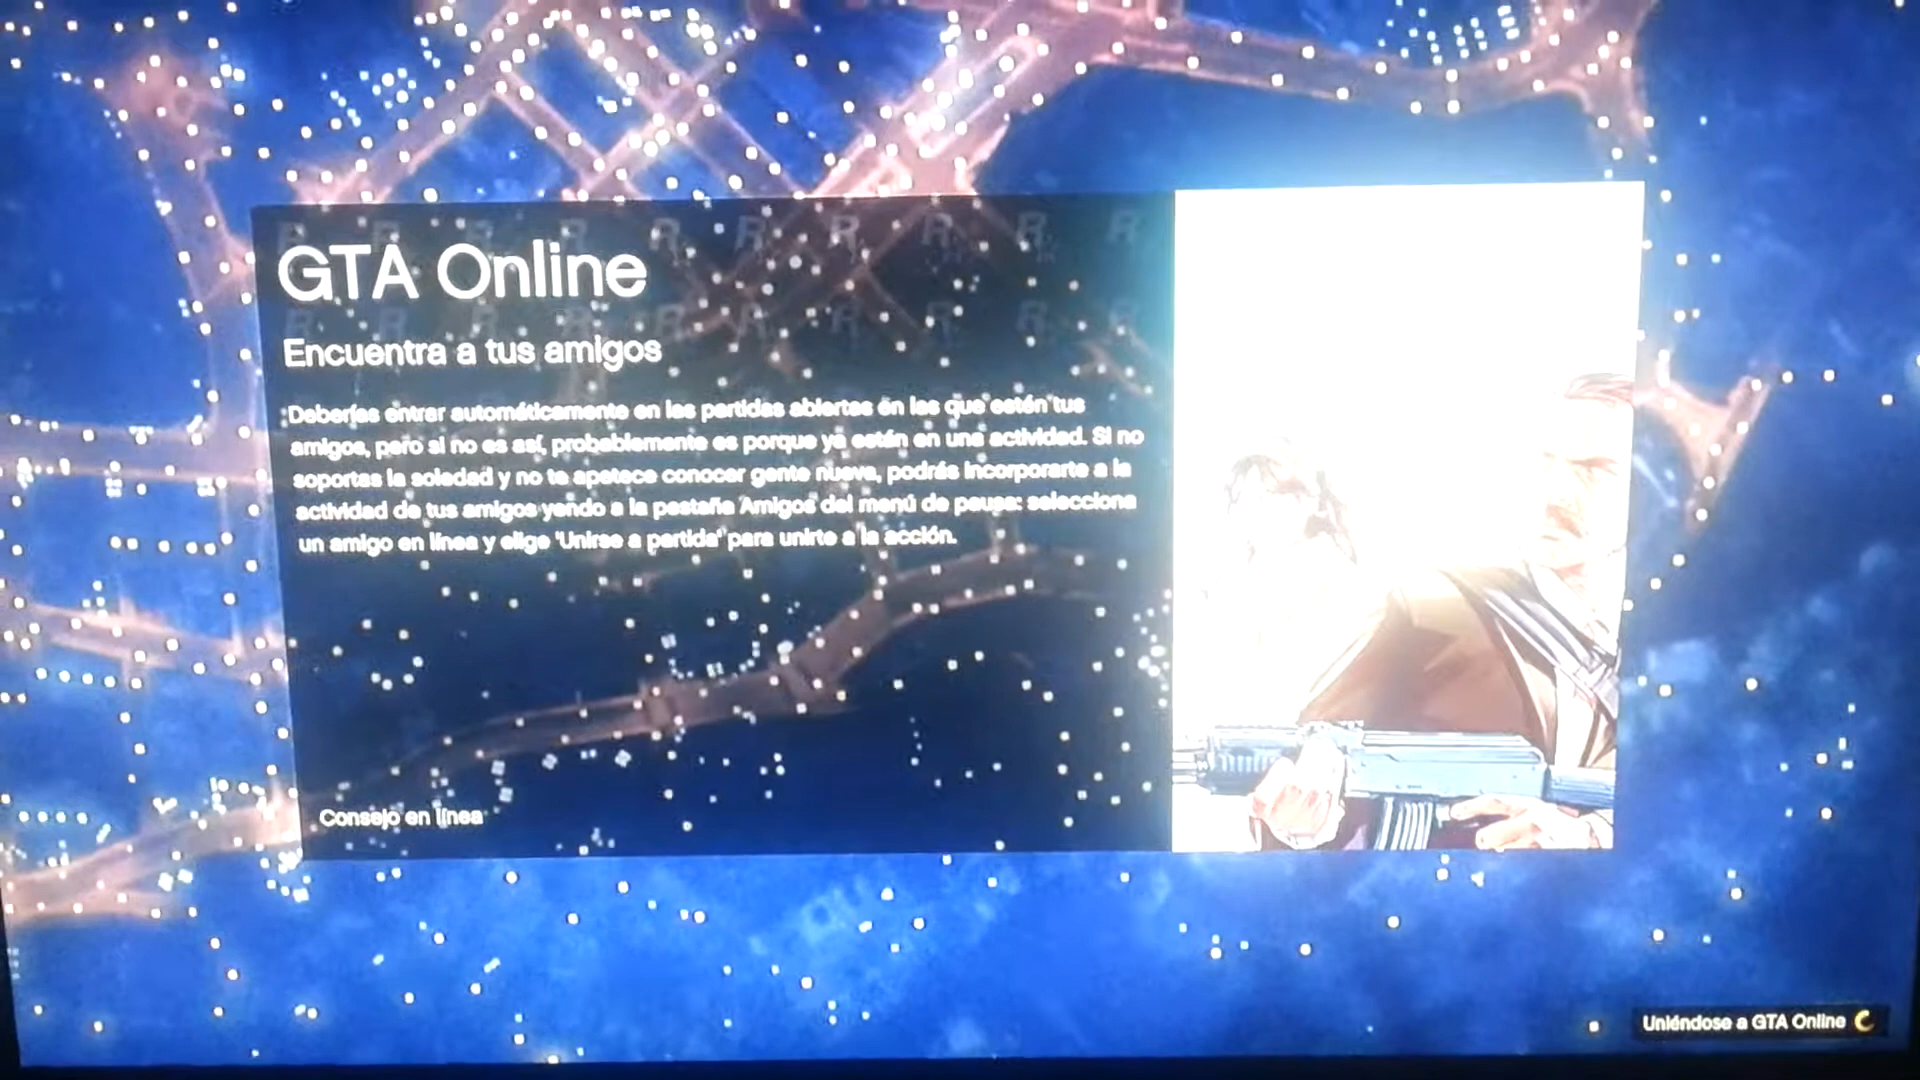 GTA Online
Encuentra a tus amigos
Deberías entrar automáticamente en las partidas abiertas en las que estén tus
amigos, pero si no es así, probablemente es porque ya están en una actividad. Si no
soportas la soledad y no te apetece conocer gente nueva, podrás incorporarte a la
actividad de tus amigos yendo a la pestaña Amigos del menú de pausa: selecciona
un amigo en línea y elige 'Unirse a partida' para unirte a la acción.
Consejo en línea
Uniéndose a GTA Online